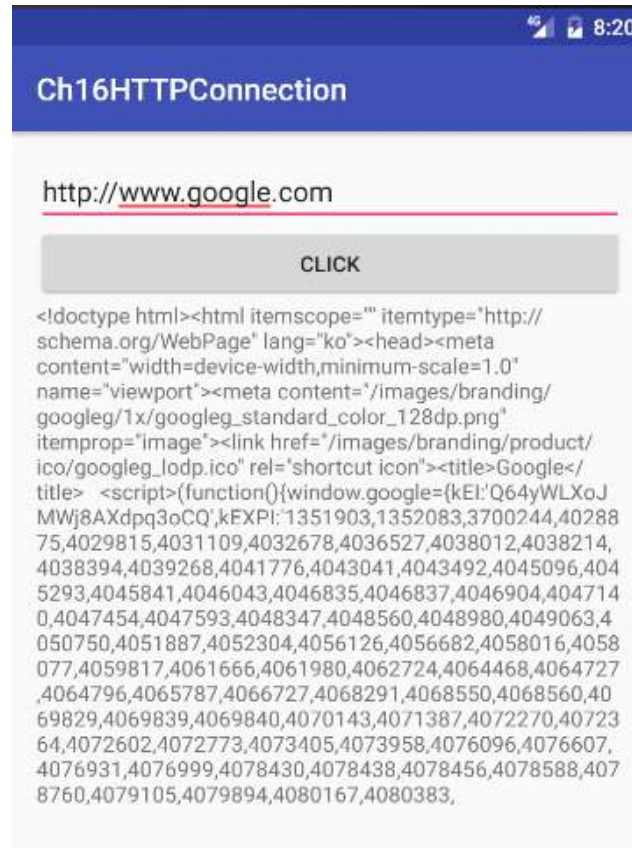 4G 8:20
Ch16HTTPConnection
http://www.google.com
CLICK
<!doctype html><html itemscope="" itemtype="http://
schema.org/WebPage" lang="ko"><head><meta
content="width=device-width,minimum-scale=1.0"
name="viewport"><meta content="/images/branding/
googleg/1x/googleg_standard_color_128dp.png"
itemprop="image"><link href="/images/branding/product/
ico/googleg_lodp.ico" rel="shortcut icon"><title>Google</
title>   <script>(function(){window.google={kEI:'Q64yWLXoJ
MWj8AXdpq3oCQ',kEXPI:'1351903,1352083,3700244,40288
75,4029815,4031109,4032678,4036527,4038012,4038214,
4038394,4039268,4041776,4043041,4043492,4045096,404
5293,4045841,4046043,4046835,4046837,4046904,404714
0,4047454,4047593,4048347,4048560,4048980,4049063,4
050750,4051887,4052304,4056126,4056682,4058016,4058
077,4059817,4061666,4061980,4062724,4064468,4064727
,4064796,4065787,4066727,4068291,4068550,4068560,40
69829,4069839,4069840,4070143,4071387,4072270,40723
64,4072602,4072773,4073405,4073958,4076096,4076607,
4076931,4076999,4078430,4078438,4078456,4078588,407
8760,4079105,4079894,4080167,4080383,